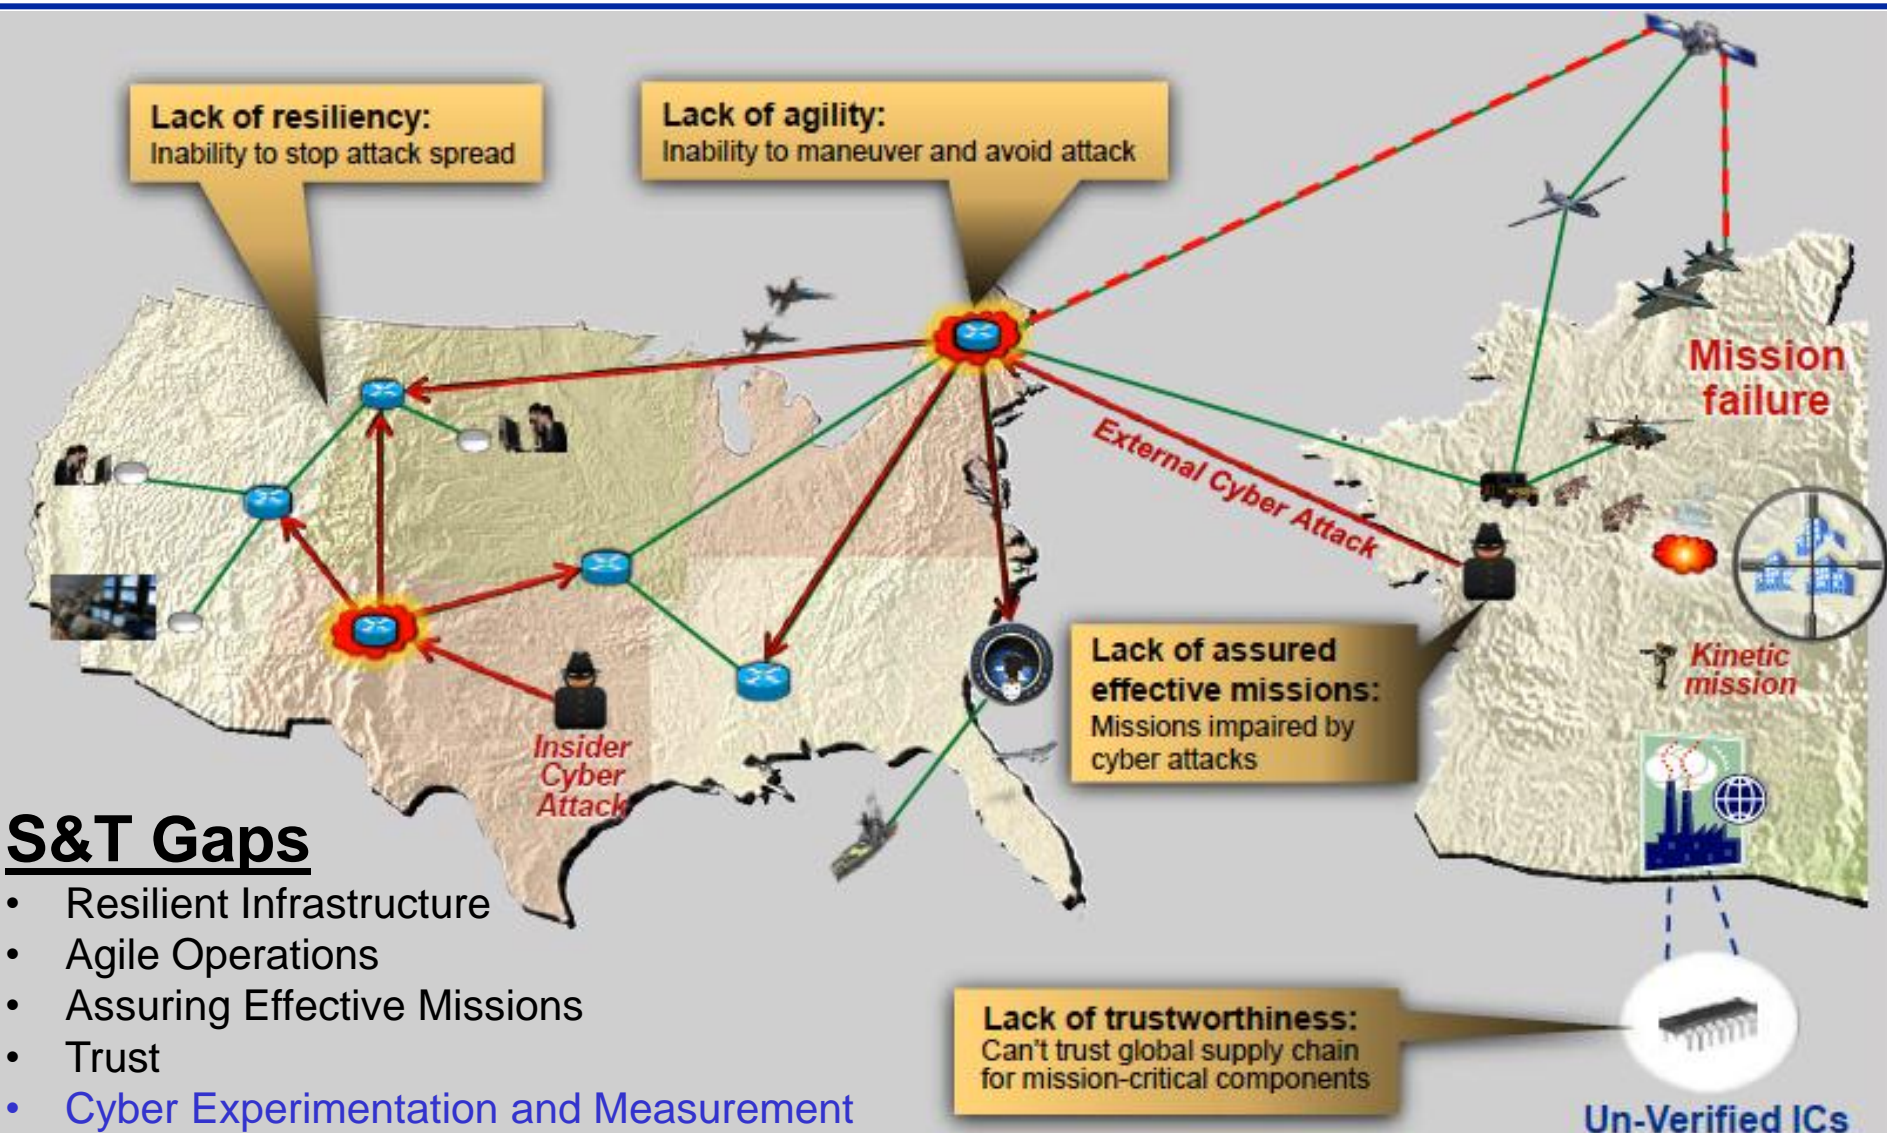 Lack of resiliency:
Inability to stop attack spread
Lack of agility:
Inability to maneuver and avoid attack
Mission
failure
External Cyber Attack
Lack of assured
effective missions:
Missions impaired by
cyber attacks
Kinetic
mission
Insider
Cyber
Attack
S&T Gaps
• Resilient Infrastructure
• Agile Operations
• Assuring Effective Missions
• Trust
• Cyber Experimentation and Measurement
Lack of trustworthiness:
Can't trust global supply chain
for mission-critical components
Un-Verified ICs